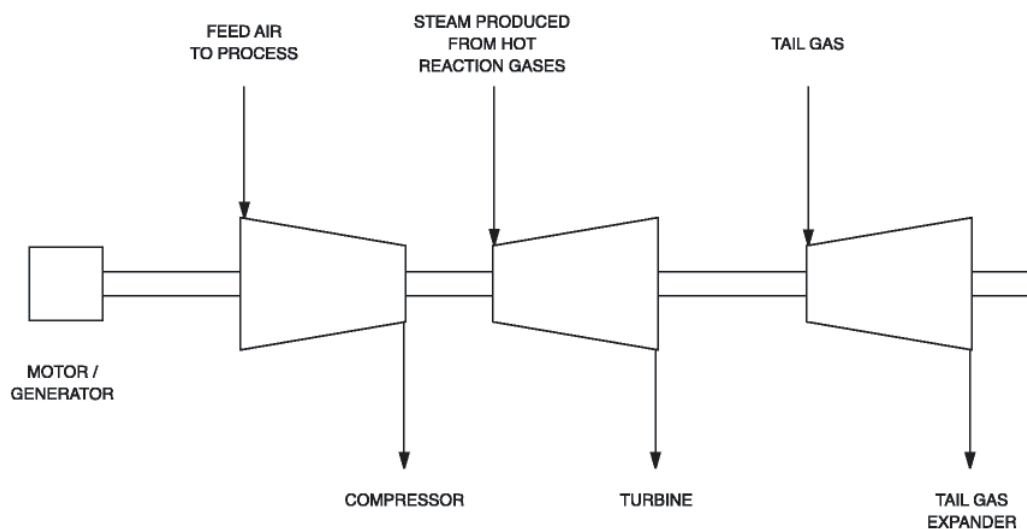 FEED AIR
TO PROCESS
STEAM PRODUCED
FROM HOT
REACTION GASES
TAIL GAS
MOTOR /
GENERATOR
COMPRESSOR
TURBINE
TAIL GAS
EXPANDER